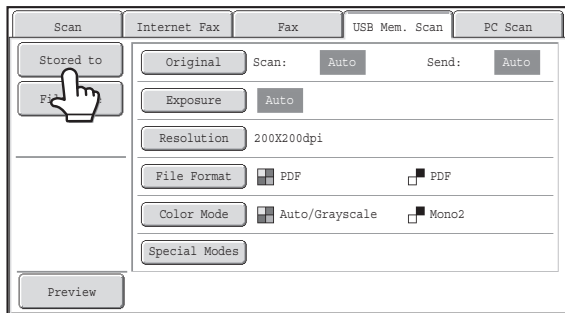 Scan Internet Fax Fax USB Mem. Scan PC Scan
Stored to
Original Scan: Auto Send: Auto
Exposure Auto
Resolution 200X200dpi
File Format PDF PDF
Color Mode Auto/Grayscale Mono2
Special Modes
Preview